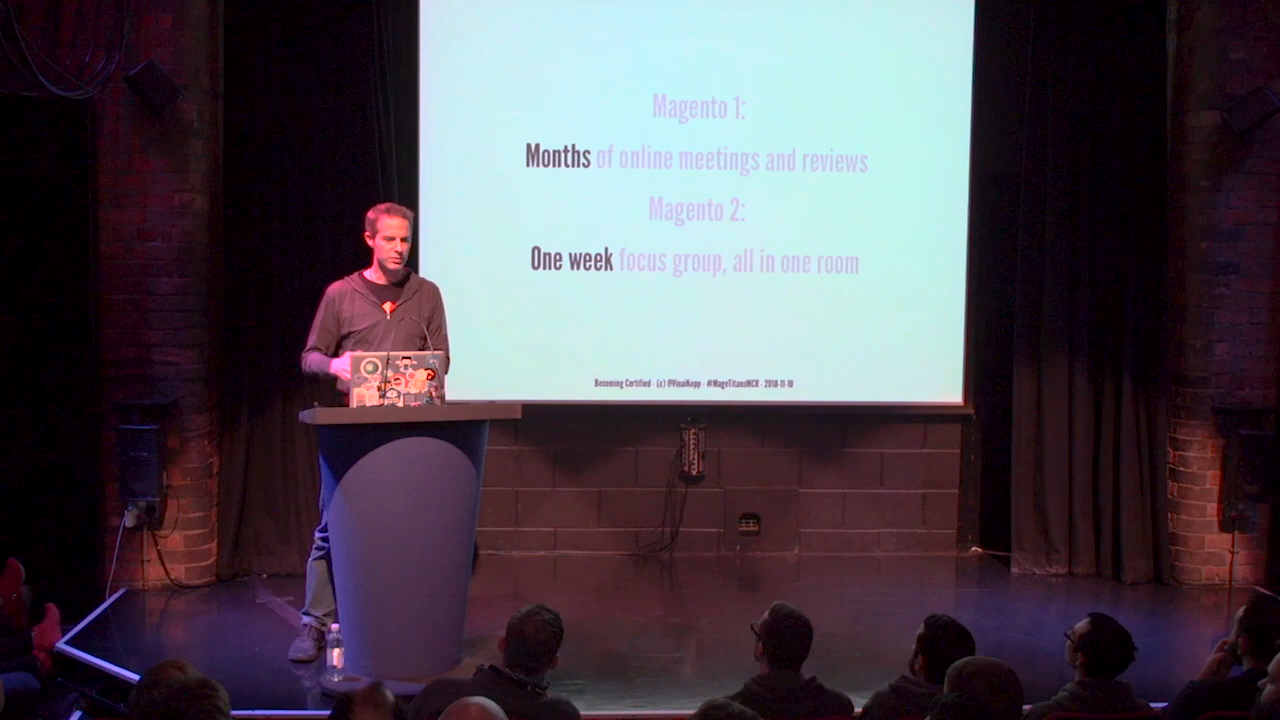 Magento 1:
Months of online meetings and reviews
Magento 2:
One week focus group, all in one room
Becoming Certified - (c) @VinaiKopp - #MageTitansMCR - 2018-11-10